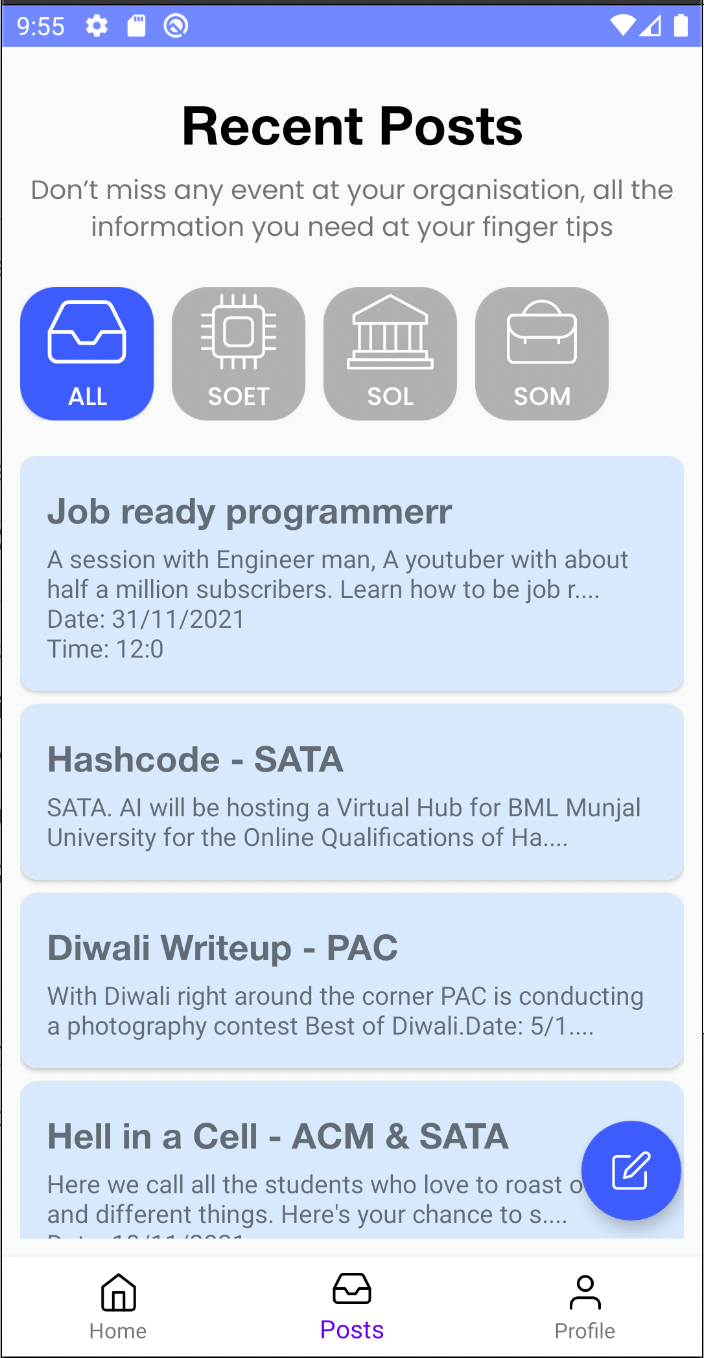 9:55
Recent Posts
Don’t miss any event at your organisation, all the
information you need at your finger tips
ALL
SOET
SOL
SOM
Job ready programmerr
A session with Engineer man, A youtuber with about
half a million subscribers. Learn how to be job r....
Date: 31/11/2021
Time: 12:0
Hashcode - SATA
SATA. AI will be hosting a Virtual Hub for BML Munjal
University for the Online Qualifications of Ha....
Diwali Writeup - PAC
With Diwali right around the corner PAC is conducting
a photography contest Best of Diwali.Date: 5/1....
Hell in a Cell - ACM & SATA
Here we call all the students who love to roast
and different things. Here's your chance to s....
Home
Posts
Profile